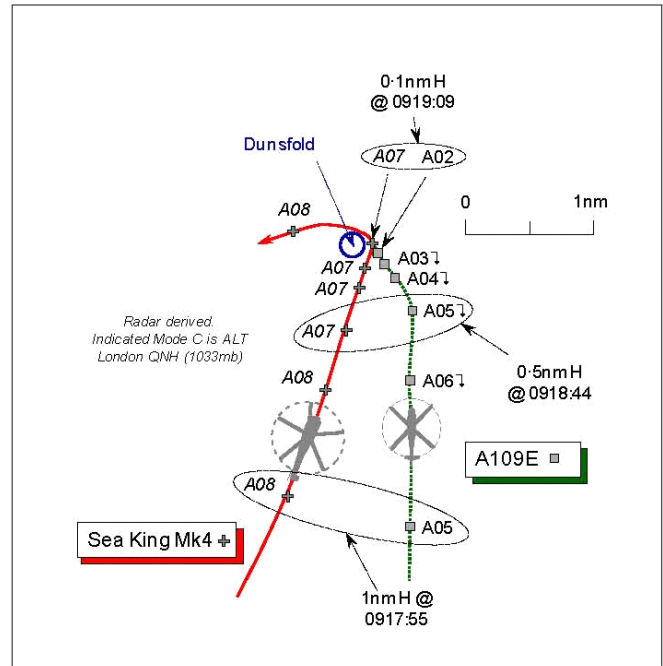 0·1nmH
@ 0919:09
Dunsfold
A07 A02
A08
0 1nm
A03↴
A07
A04↴
A07
A05↴
Radar derived.
Indicated Mode C is ALT
London QNH (1033mb)
A07
0·5nmH
@ 0918:44
A08
A06↴
A109E
A08
A05
Sea King Mk4
1nmH @
0917:55